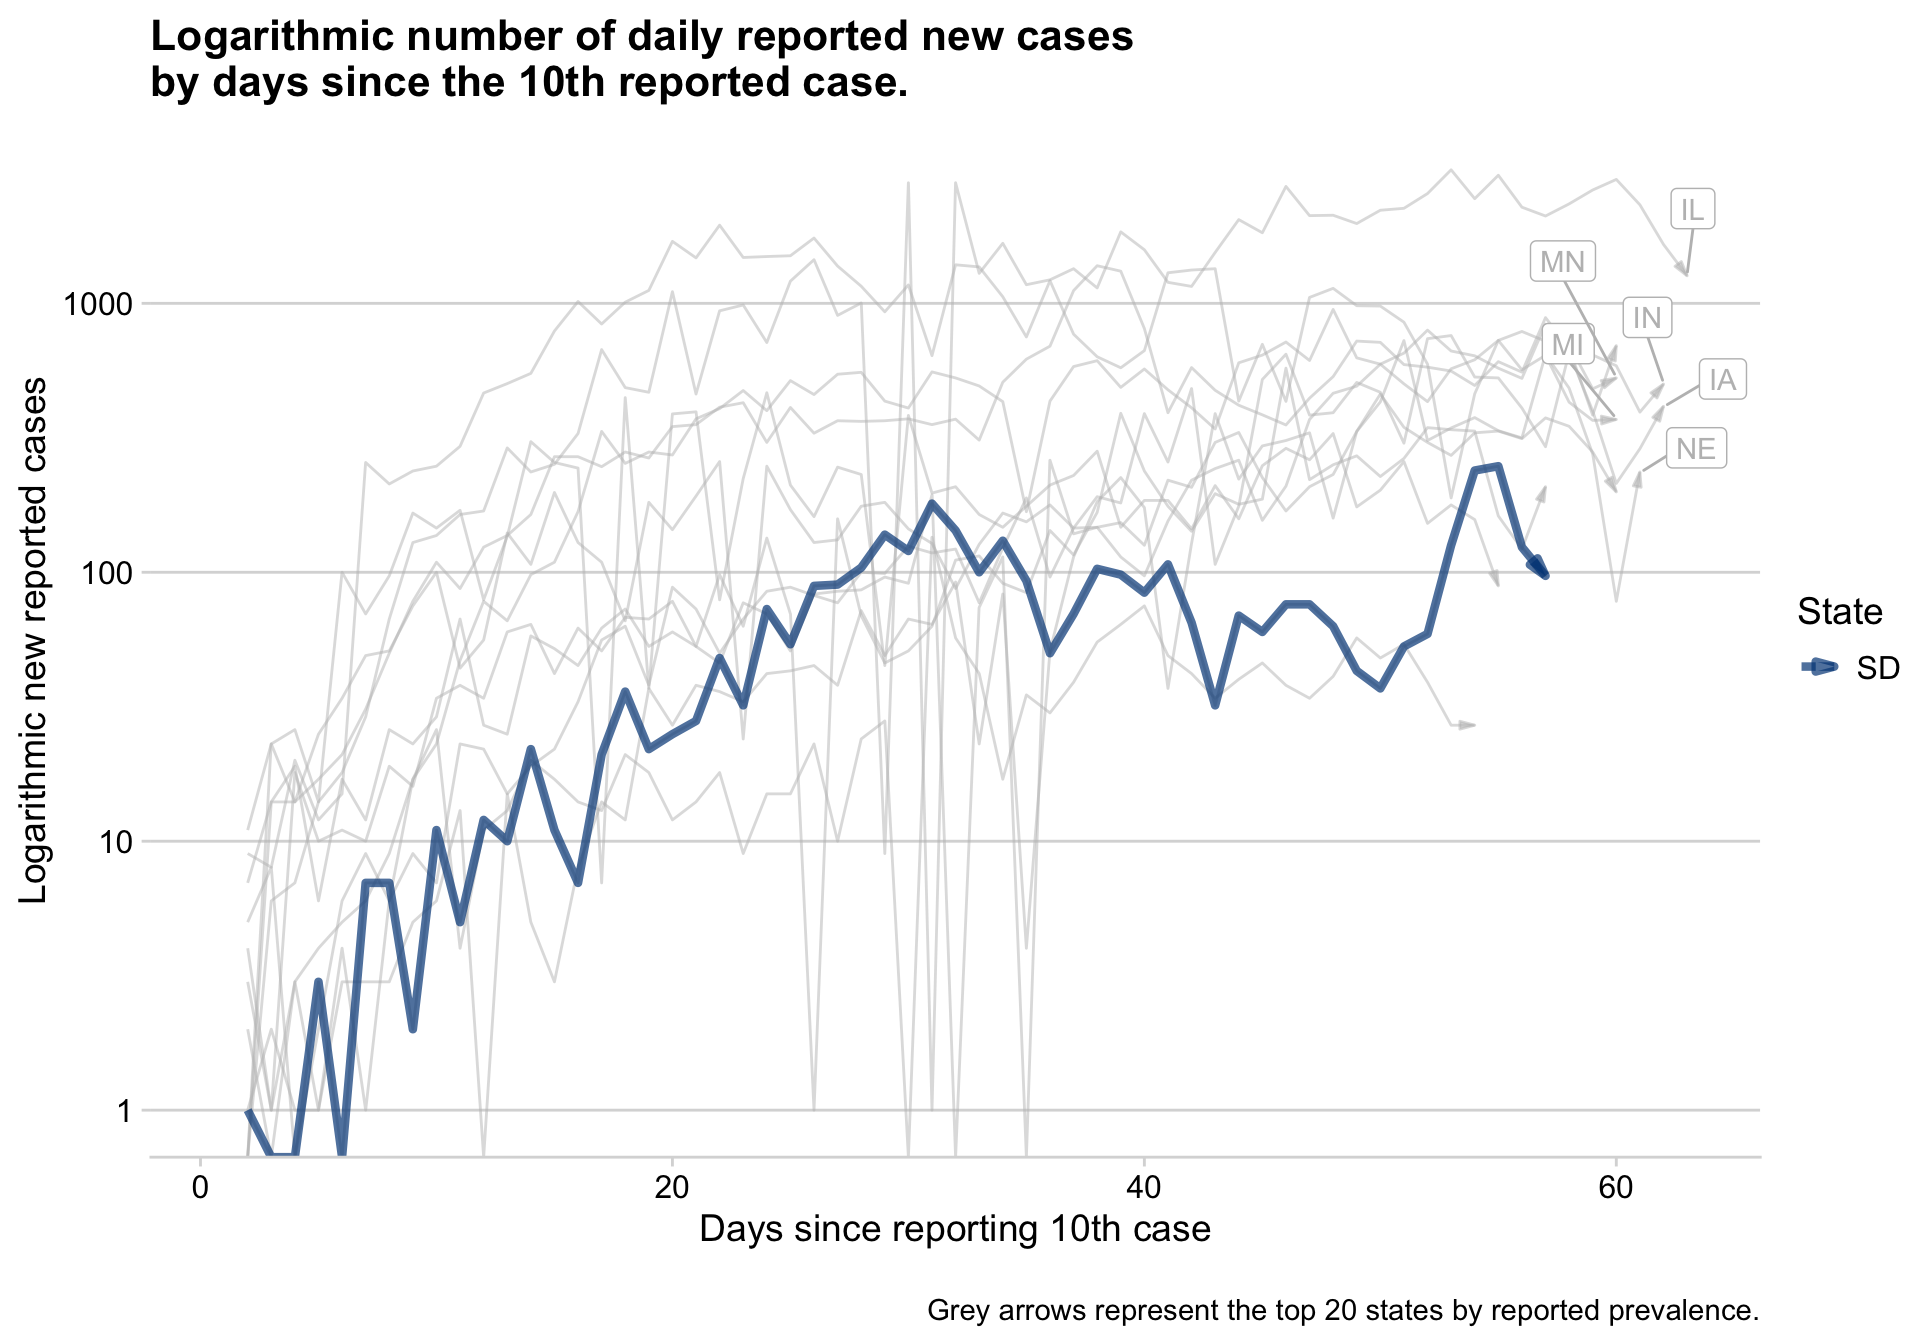 Logarithmic number of daily reported new cases
by days since the 10th reported case.
Logarithmic new reported cases
1000
100
10
1
IL
MN
IN
MI
IA
NE
State
SD
0
20
40
60
Days since reporting 10th case
Grey arrows represent the top 20 states by reported prevalence.